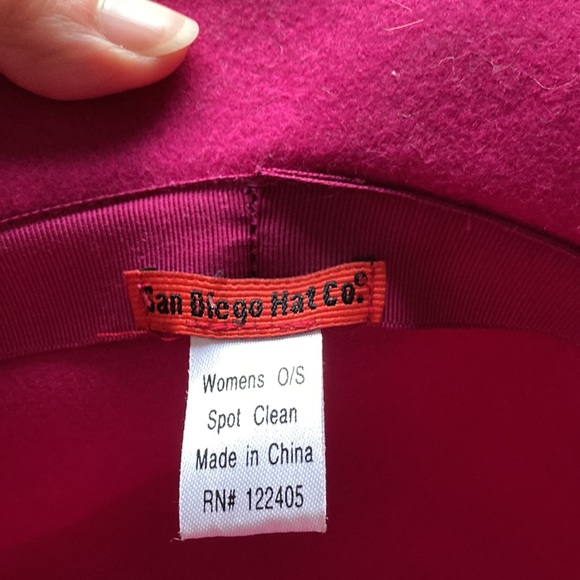 San Diego Hat Co.®
Womens O/S
Spot Clean
Made in China
RN# 122405